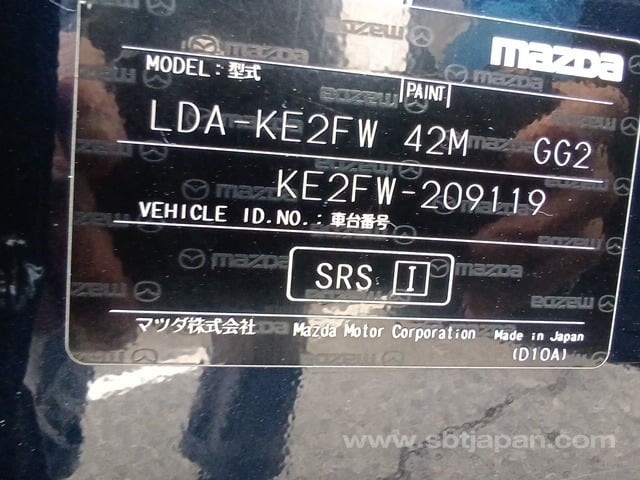 mazda
MODEL:型式
PAINT
LDA-KE2FW 42M GG2
KE2FW-209119
VEHICLE ID.NO.:車台番号
SRS I
マツダ株式会社 Mazda Motor Corporation Made in Japan
(D10A)
www.sbtjapan.com